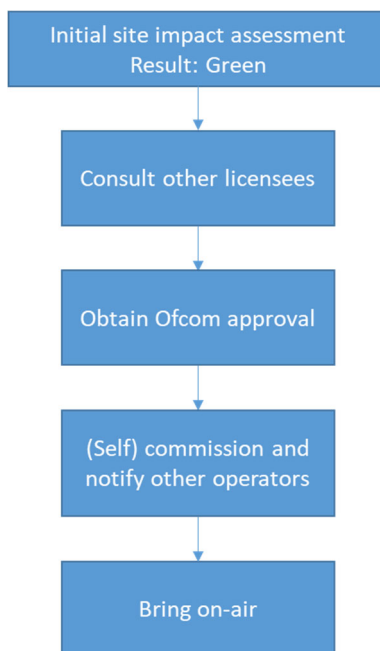 Initial site impact assessment
Result: Green
Consult other licensees
Obtain Ofcom approval
(Self) commission and
notify other operators
Bring on-air